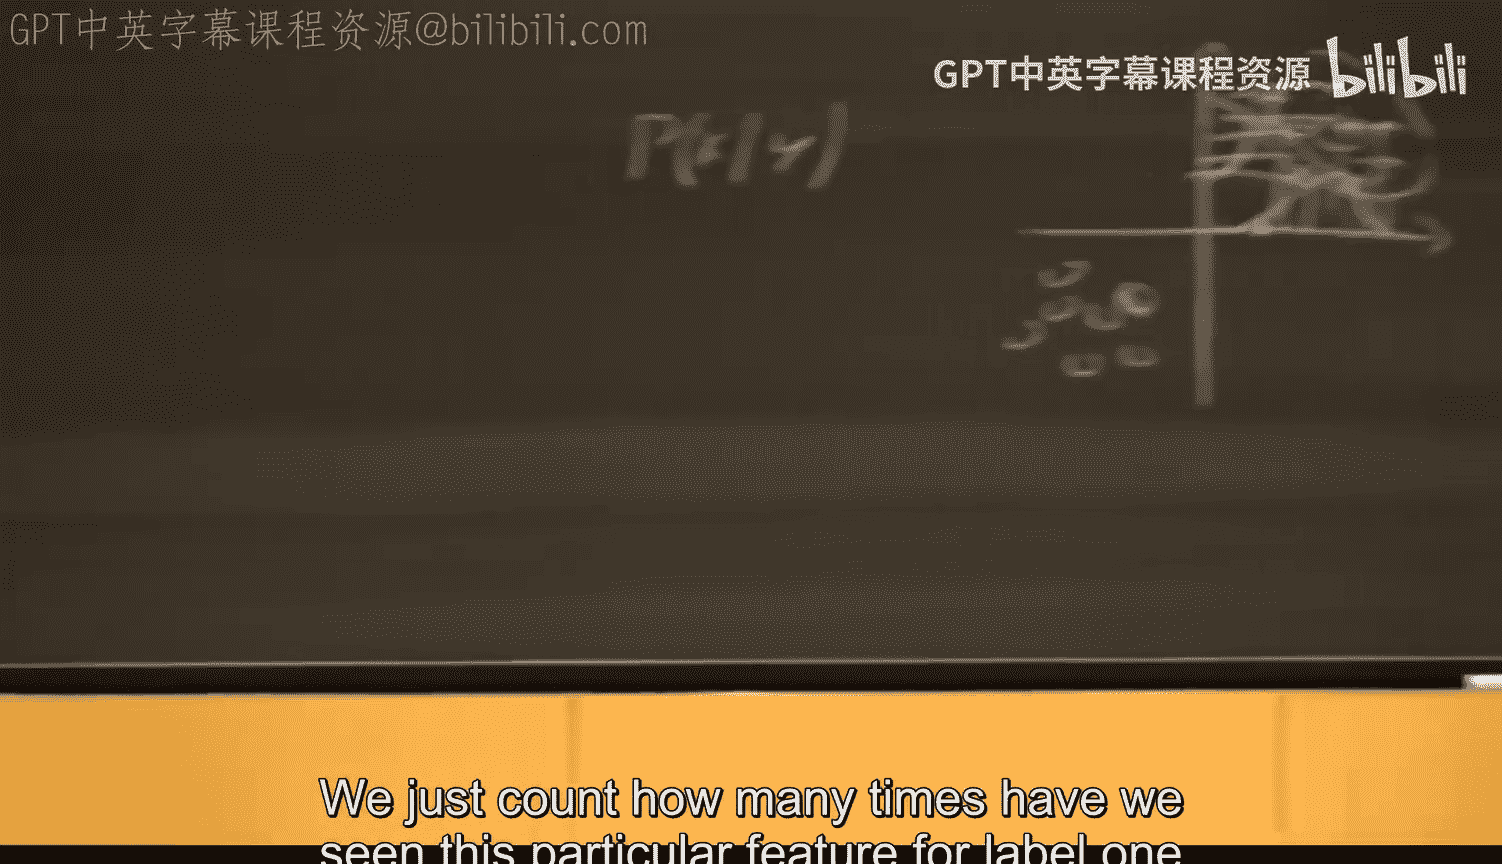 GPT中英字幕课程资源@bilibili.com
GPT中英字幕课程资源 bilibili
P(x|y)
We just count how many times have we
seen this particular feature for label one